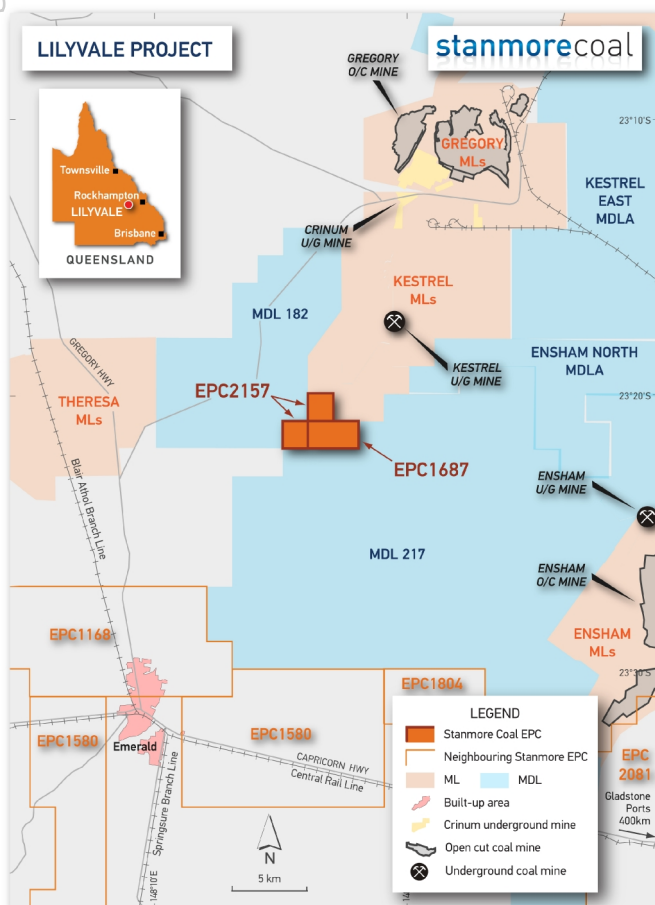 LILYVALE PROJECT
stanmorecoal
GREGORY
O/C MINE
23°10'S
GREGORY
MLs
Townsville
Rockhampton
LILYVALE
Brisbane
QUEENSLAND
KESTREL
EAST
MDLA
CRINUM
U/G MINE
KESTREL
MLs
MDL 182
GREGORY HWY
KESTREL
U/G MINE
ENSHAM NORTH
MDLA
THERESA
MLs
EPC2157
23°20'S
EPC1687
Blair Athol Branch Line
ENSHAM
U/G MINE
MDL 217
ENSHAM
O/C MINE
EPC1168
ENSHAM
MLs
23°30'S
EPC1804
EPC1580
Emerald
EPC1580
CAPRICORN HWY
Central Rail Line
Springsure Branch Line
148°10'E
N
5 km
LEGEND
Stanmore Coal EPC
Neighbouring Stanmore EPC
ML
MDL
Built-up area
Crinum underground mine
Open cut coal mine
Underground coal mine
EPC
2081
Gladstone
Ports
400km